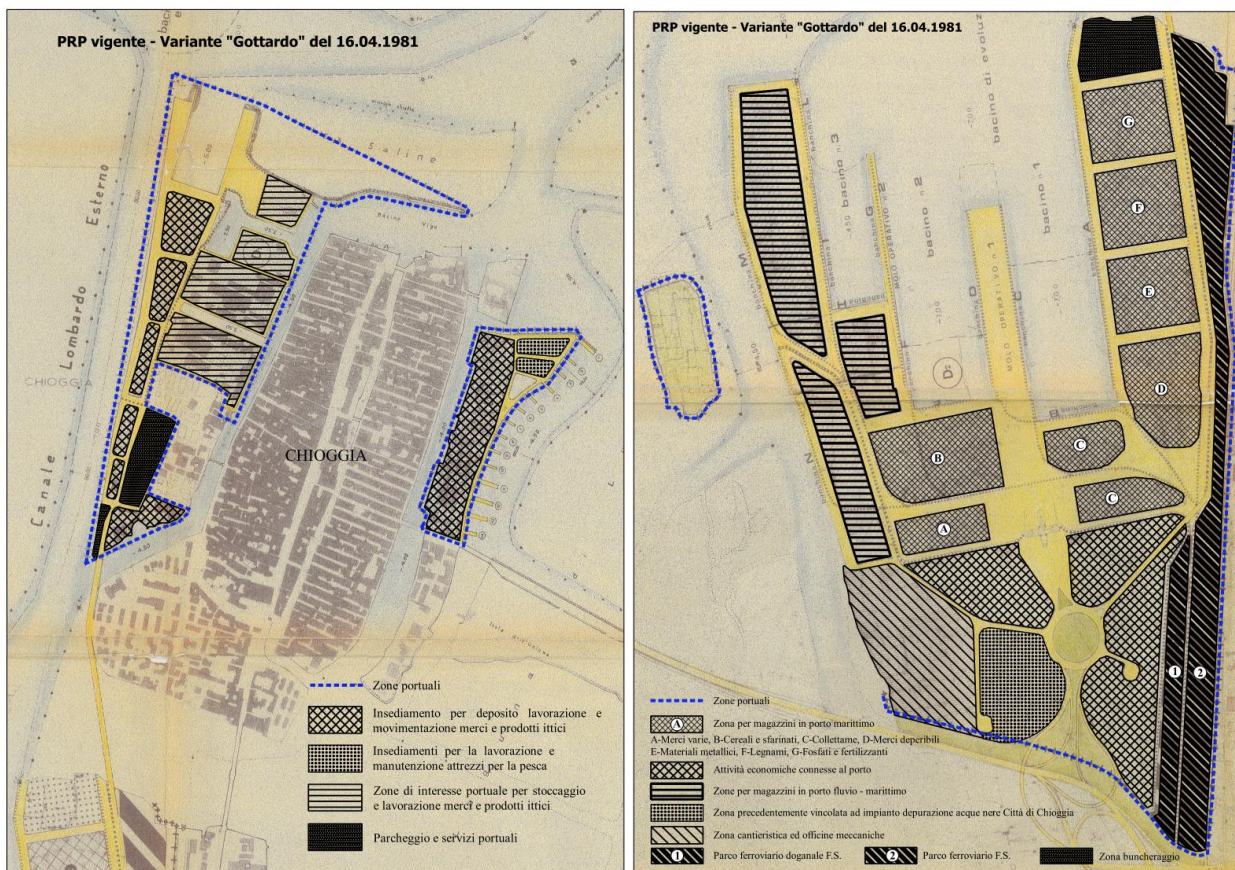 PRP vigente - Variante "Gottardo" del 16.04.1981
Canale Lombardo Esterno
Saline
CHIOGGIA
CHIOGGIA
Zone portuali
Insediamento per deposito lavorazione e
movimentazione merci e prodotti ittici
Insediamenti per la lavorazione e
manutenzione attrezzi per la pesca
Zone di interesse portuale per stoccaggio
e lavorazione merci e prodotti ittici
Parcheggio e servizi portuali
PRP vigente - Variante "Gottardo" del 16.04.1981
bacino di evoluz
bacino n 3
bacino n 2
bacino n 1
MOLO OPERATIVO n 2
MOLO OPERATIVO n 1
G
F
E
D
C
C
B
A
1
2
Zone portuali
A Zona per magazzini in porto marittimo
A-Merci varie, B-Cereali e sfarinati, C-Collettame, D-Merci deperibili
E-Materiali metallici, F-Legnami, G-Fosfati e fertilizzanti
Attività economiche connesse al porto
Zone per magazzini in porto fluvio - marittimo
Zona precedentemente vincolata ad impianto depurazione acque nere Città di Chioggia
Zona cantieristica ed officine meccaniche
1 Parco ferroviario doganale F.S. 2 Parco ferroviario F.S. Zona buncheraggio